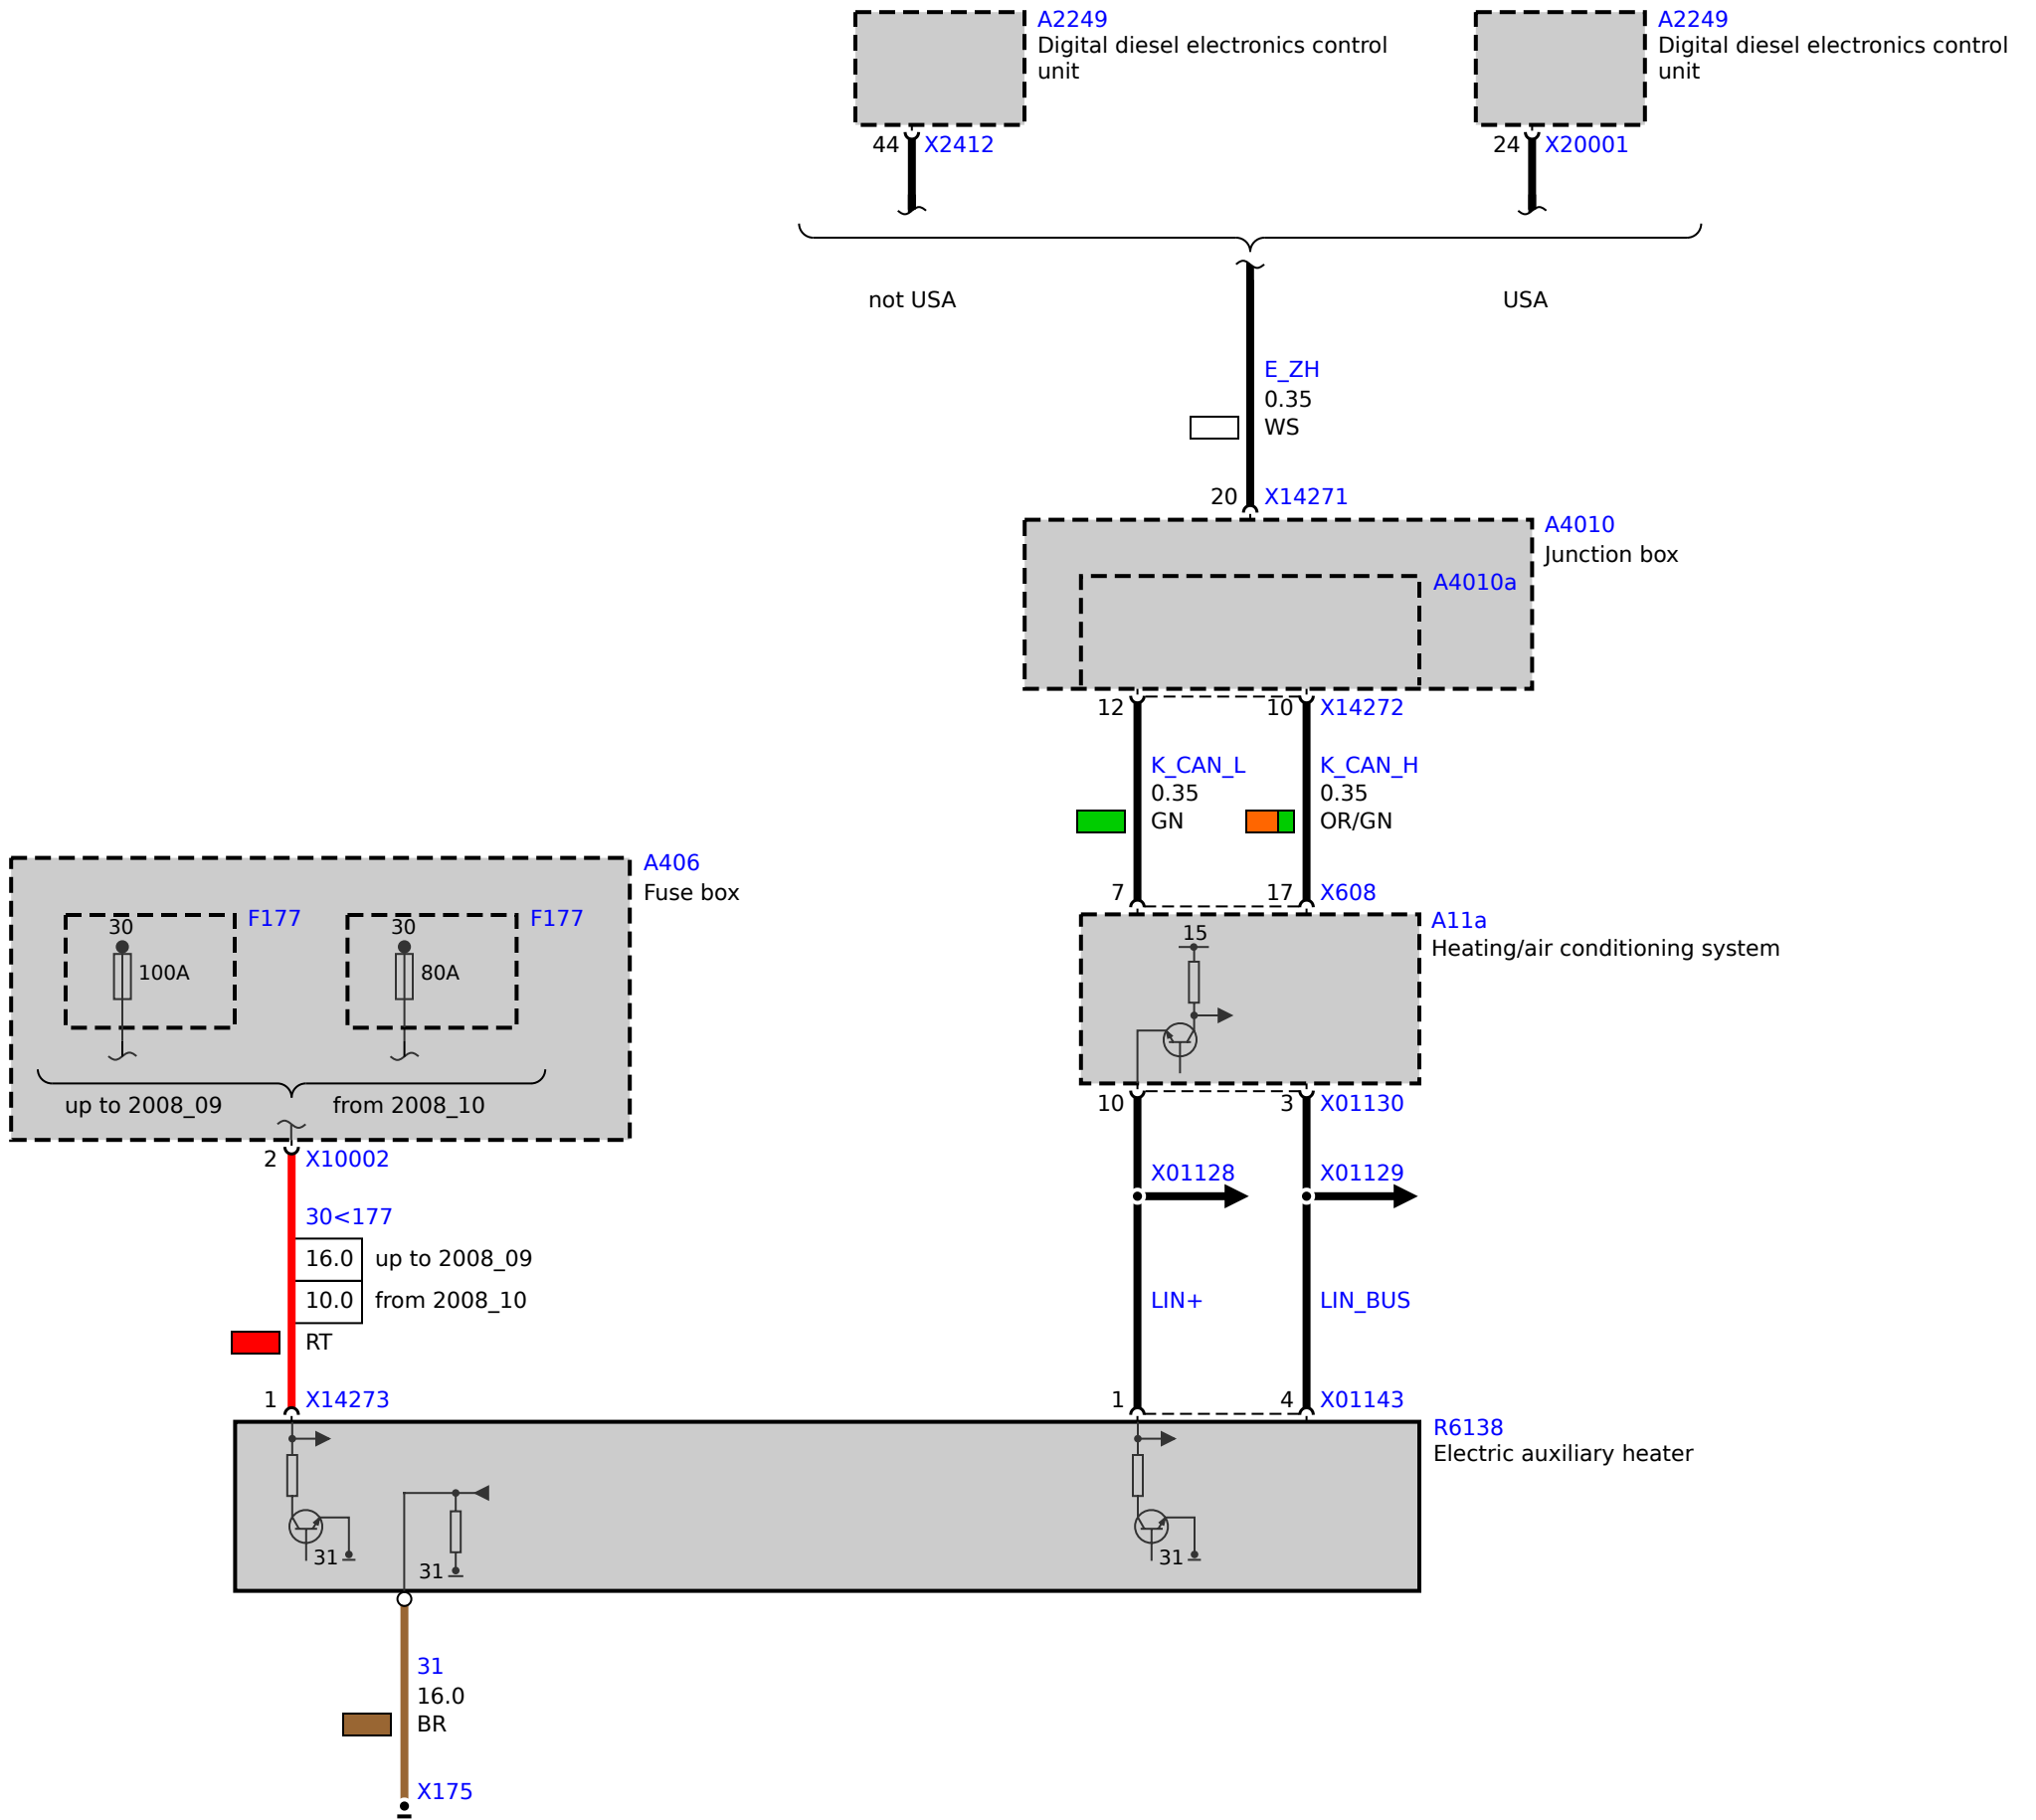 A2249
Digital diesel electronics control
unit
A2249
Digital diesel electronics control
unit
44 X2412
24 X20001
not USA
USA
E_ZH
0.35
WS
20 X14271
A4010
Junction box
A4010a
12
10 X14272
K_CAN_L
0.35
GN
K_CAN_H
0.35
OR/GN
7
17 X608
A11a
Heating/air conditioning system
15
10
3 X01130
X01128
X01129
LIN+
LIN_BUS
1
4 X01143
A406
Fuse box
30
F177
100A
30
F177
80A
up to 2008_09
from 2008_10
2 X10002
30<177
16.0 up to 2008_09
10.0 from 2008_10
RT
1 X14273
R6138
Electric auxiliary heater
31
31
31
31
16.0
BR
X175